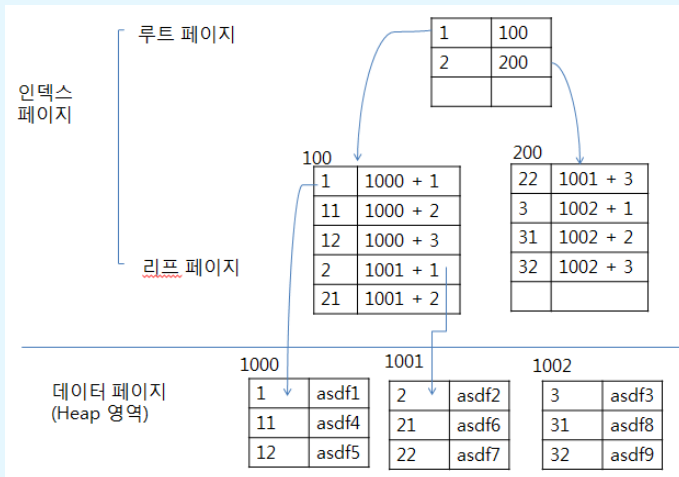 루트 페이지
1 100
2 200
인덱스
페이지
100
1 1000 + 1
11 1000 + 2
12 1000 + 3
2 1001 + 1
21 1001 + 2
200
22 1001 + 3
3 1002 + 1
31 1002 + 2
32 1002 + 3
리프 페이지
데이터 페이지
(Heap 영역)
1000
1 asdf1
11 asdf4
12 asdf5
1001
2 asdf2
21 asdf6
22 asdf7
1002
3 asdf3
31 asdf8
32 asdf9